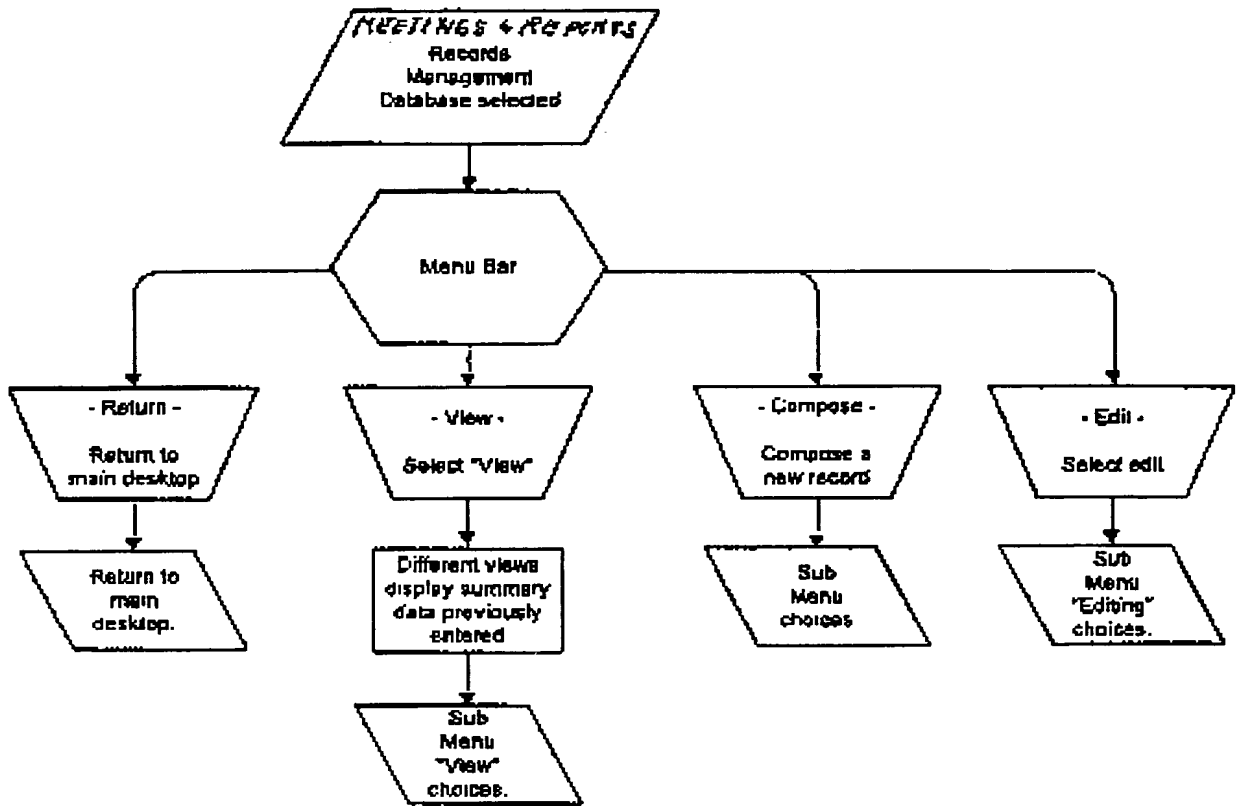 MEETINGS & REPORTS
Records
Management
Database selected
Menu Bar
- Return -
Return to
main desktop
- View -
Select "View"
- Compose -
Compose a
new record
- Edit -
Select edit
Return to
main
desktop.
Different views
display summary
data previously
entered
Sub
Menu
choices
Sub
Menu
"Editing"
choices.
Sub
Menu
"View"
choices.